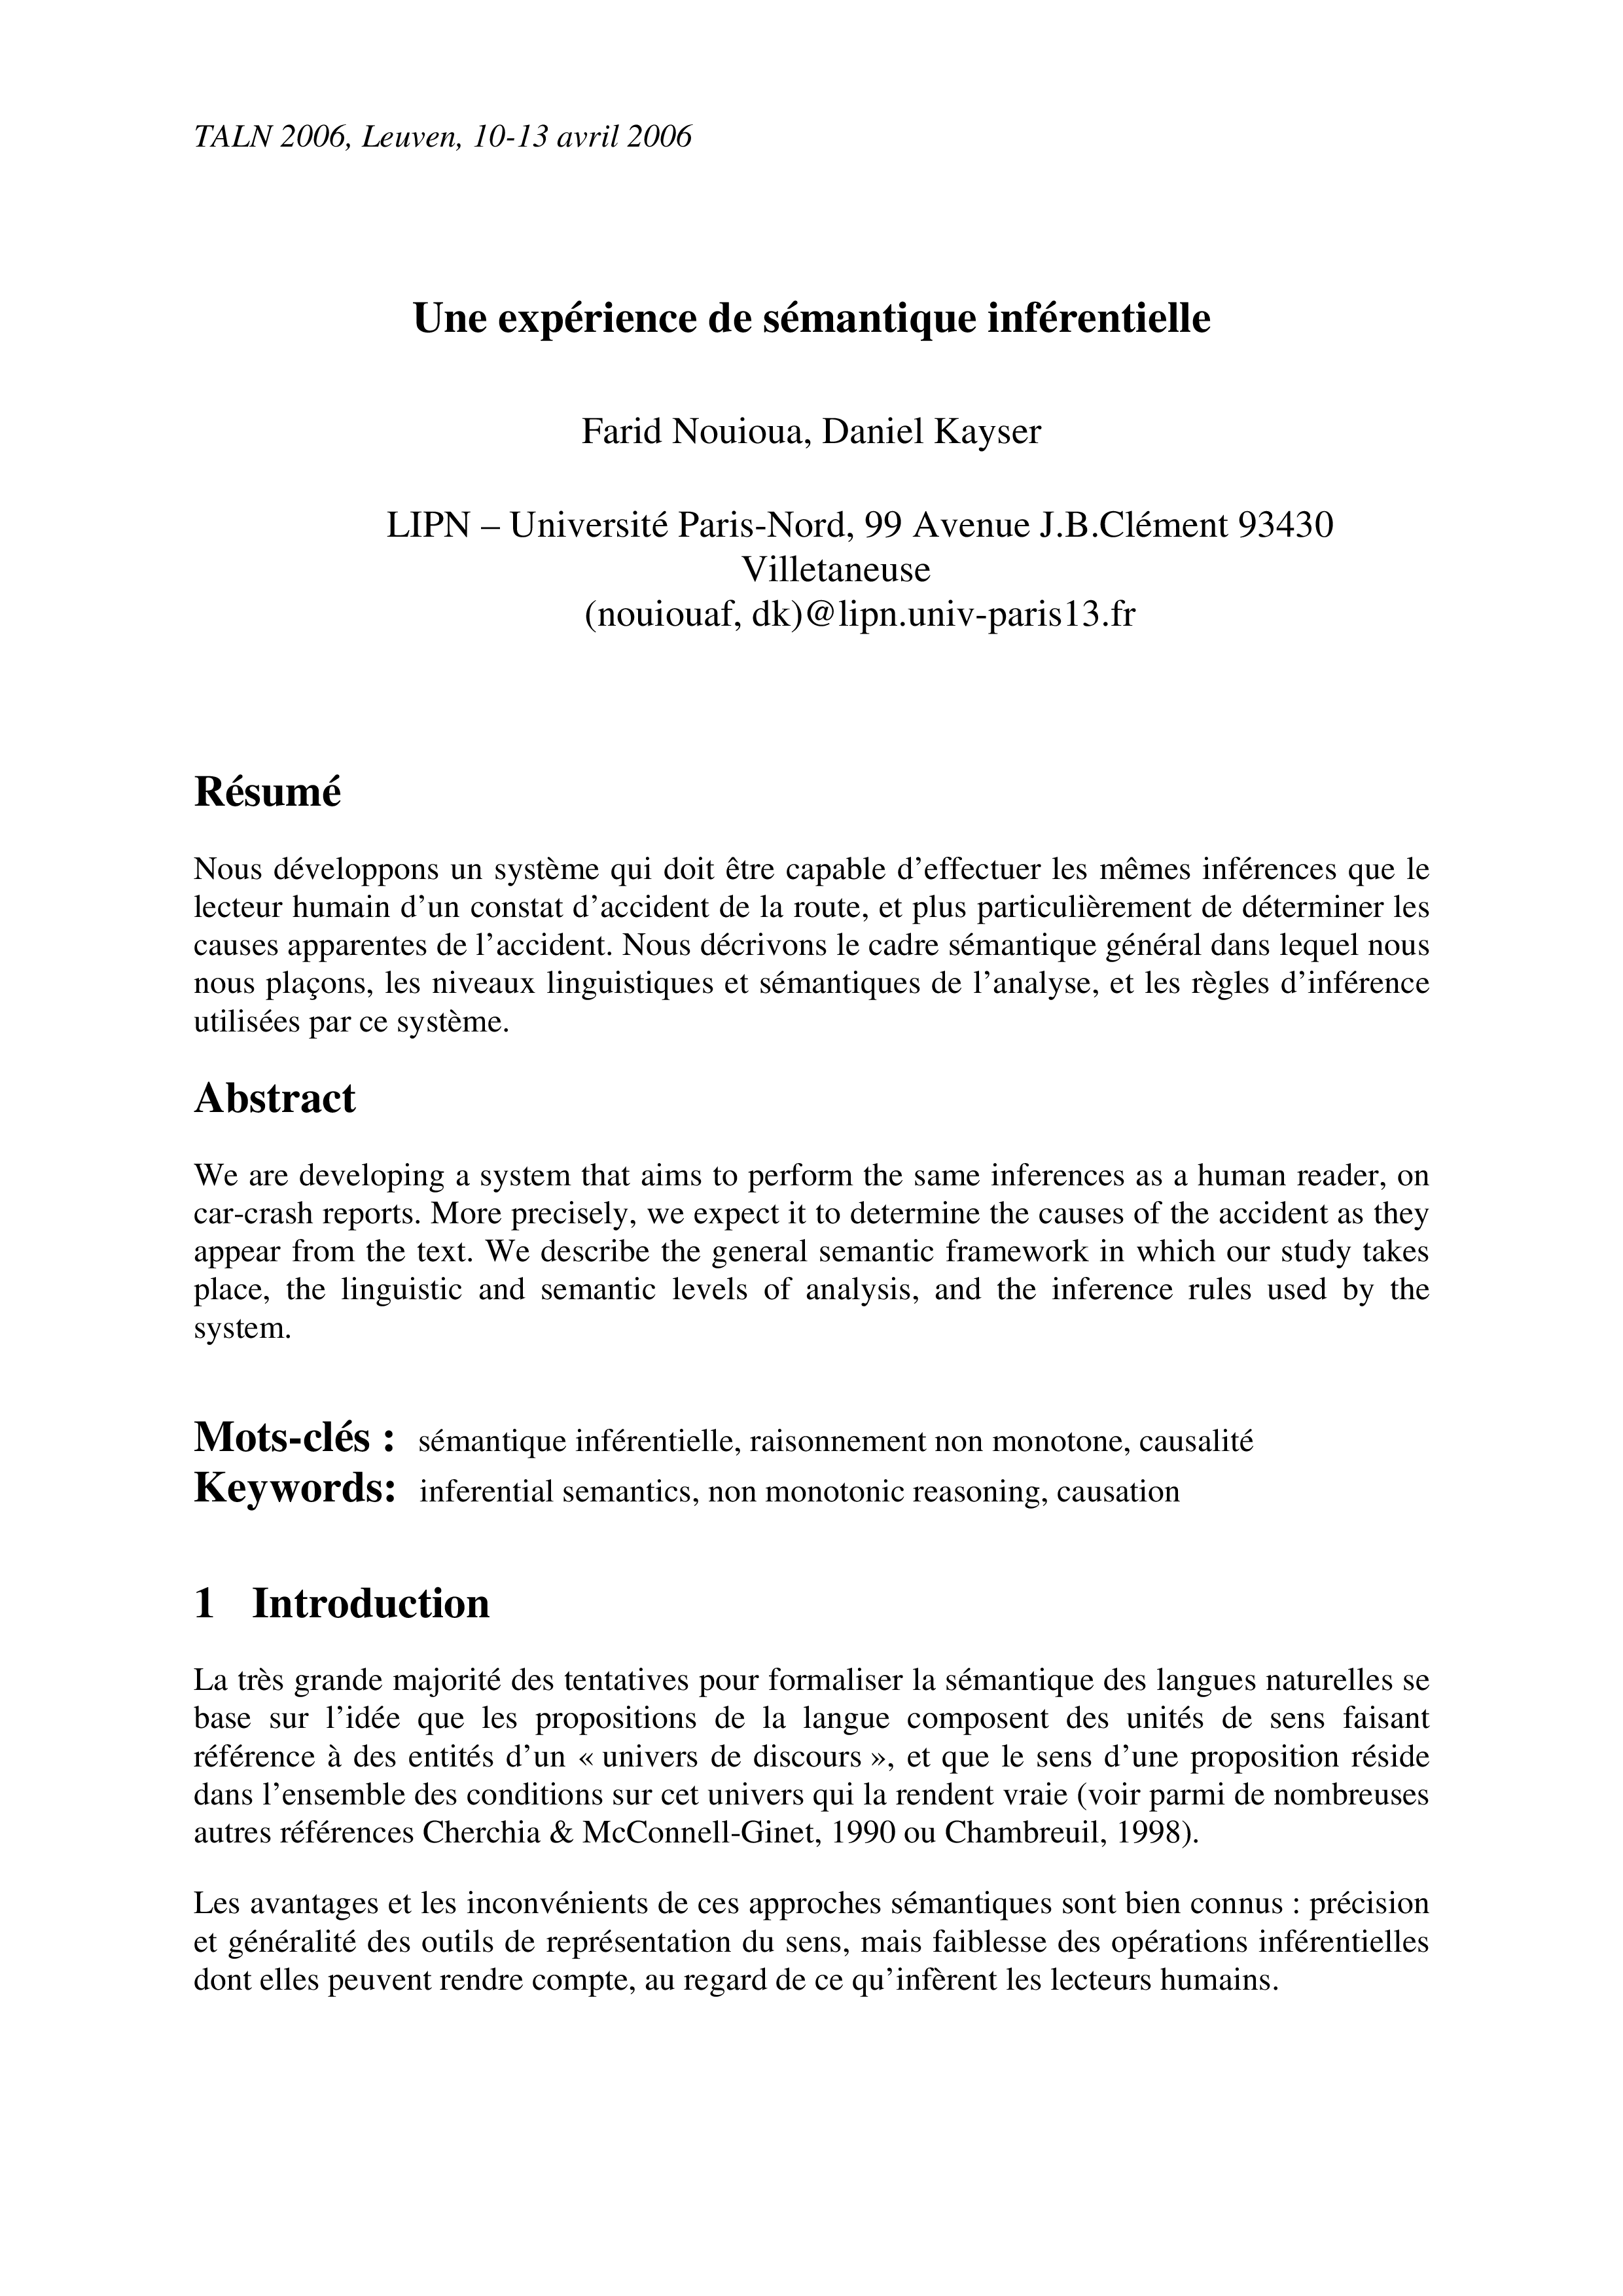 TALN 2006, Leuven, 10-13 avril 2006
Une expérience de sémantique inférentielle
Farid Nouioua, Daniel Kayser
LIPN – Université Paris-Nord, 99 Avenue J.B.Clément 93430
Villetaneuse
(nouiouaf, dk)@lipn.univ-paris13.fr
Résumé
Nous développons un système qui doit être capable d’effectuer les mêmes inférences que le
lecteur humain d’un constat d’accident de la route, et plus particulièrement de déterminer les
causes apparentes de l’accident. Nous décrivons le cadre sémantique général dans lequel nous
nous plaçons, les niveaux linguistiques et sémantiques de l’analyse, et les règles d’inférence
utilisées par ce système.
Abstract
We are developing a system that aims to perform the same inferences as a human reader, on
car-crash reports. More precisely, we expect it to determine the causes of the accident as they
appear from the text. We describe the general semantic framework in which our study takes
place, the linguistic and semantic levels of analysis, and the inference rules used by the
system.
Mots-clés : sémantique inférentielle, raisonnement non monotone, causalité
Keywords: inferential semantics, non monotonic reasoning, causation
1 Introduction
La très grande majorité des tentatives pour formaliser la sémantique des langues naturelles se
base sur l’idée que les propositions de la langue composent des unités de sens faisant
référence à des entités d’un « univers de discours », et que le sens d’une proposition réside
dans l’ensemble des conditions sur cet univers qui la rendent vraie (voir parmi de nombreuses
autres références Cherchia & McConnell-Ginet, 1990 ou Chambreuil, 1998).
Les avantages et les inconvénients de ces approches sémantiques sont bien connus : précision
et généralité des outils de représentation du sens, mais faiblesse des opérations inférentielles
dont elles peuvent rendre compte, au regard de ce qu’infèrent les lecteurs humains.